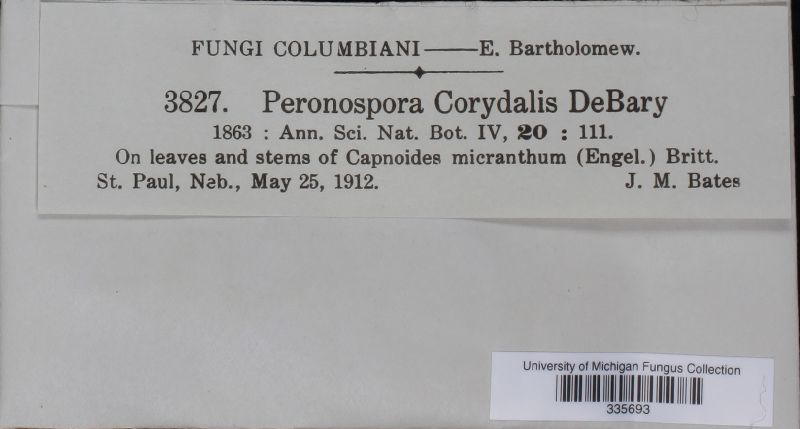 FUNGI COLUMBIANI——E. Bartholomew.
3827. Peronospora Corydalis DeBary
1863 : Ann. Sci. Nat. Bot. IV, 20 : 111.
On leaves and stems of Capnoides micranthum (Engel.) Britt.
St. Paul, Neb., May 25, 1912. J. M. Bates
University of Michigan Fungus Collection
335693